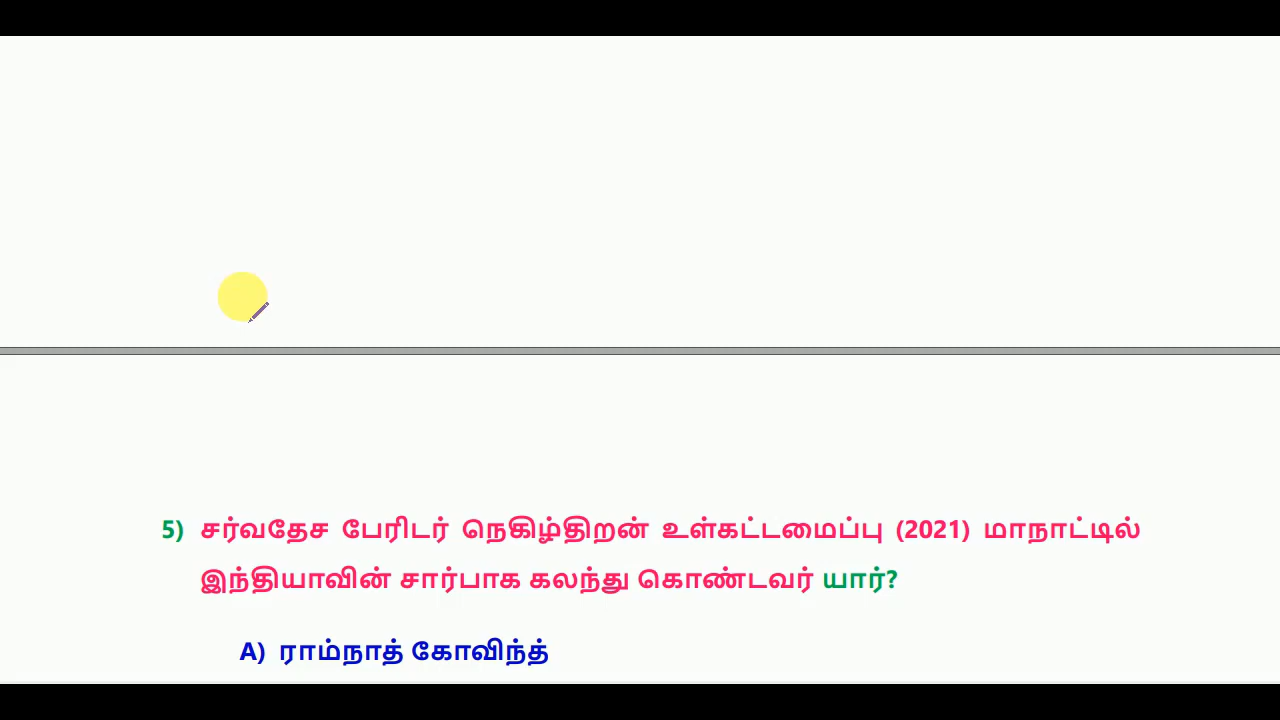 5) சர்வதேச பேரிடர் நெகிழ்திறன் உள்கட்டமைப்பு (2021) மாநாட்டில்
இந்தியாவின் சார்பாக கலந்து கொண்டவர் யார்?
A) ராம்நாத் கோவிந்த்